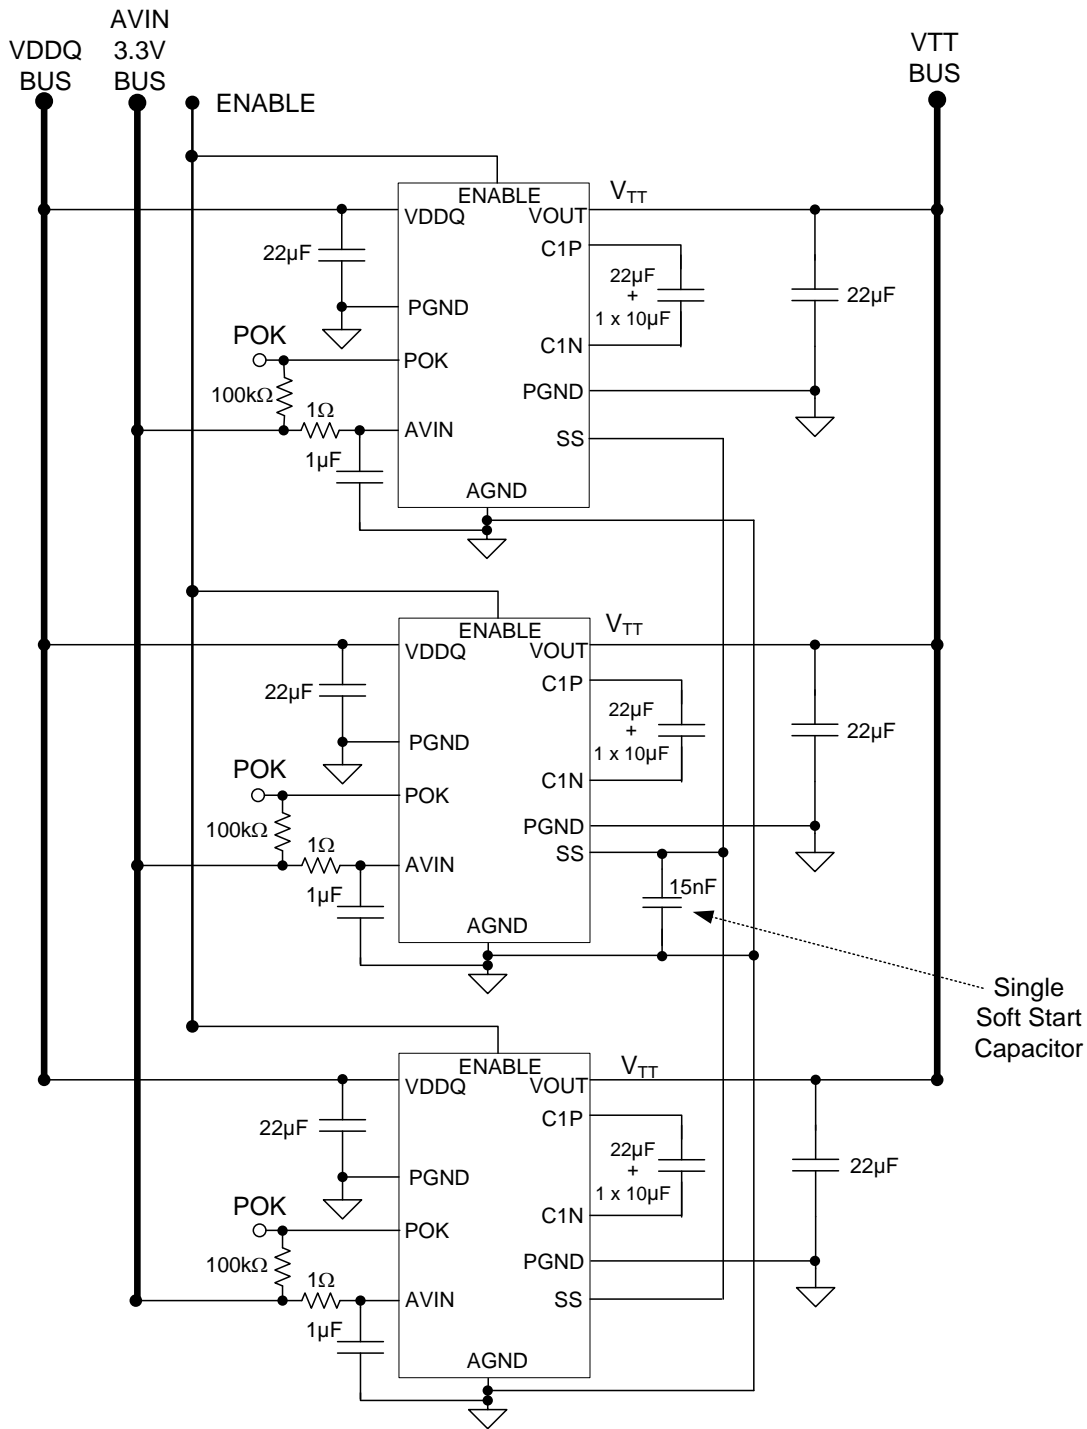 AVIN
3.3V
BUS
VDDQ
BUS
VTT
BUS
ENABLE
ENABLE
VTT
VDDQ
VOUT
C1P
22µF
22µF
+
1 x 10µF
22µF
PGND
C1N
POK
POK
PGND
100kΩ
1Ω
AVIN
SS
1µF
AGND
ENABLE
VTT
VDDQ
VOUT
C1P
22µF
22µF
+
1 x 10µF
22µF
PGND
C1N
POK
POK
PGND
100kΩ
1Ω
AVIN
SS
15nF
1µF
AGND
Single
Soft Start
Capacitor
ENABLE
VTT
VDDQ
VOUT
C1P
22µF
22µF
+
1 x 10µF
22µF
PGND
C1N
POK
POK
PGND
100kΩ
1Ω
AVIN
SS
1µF
AGND